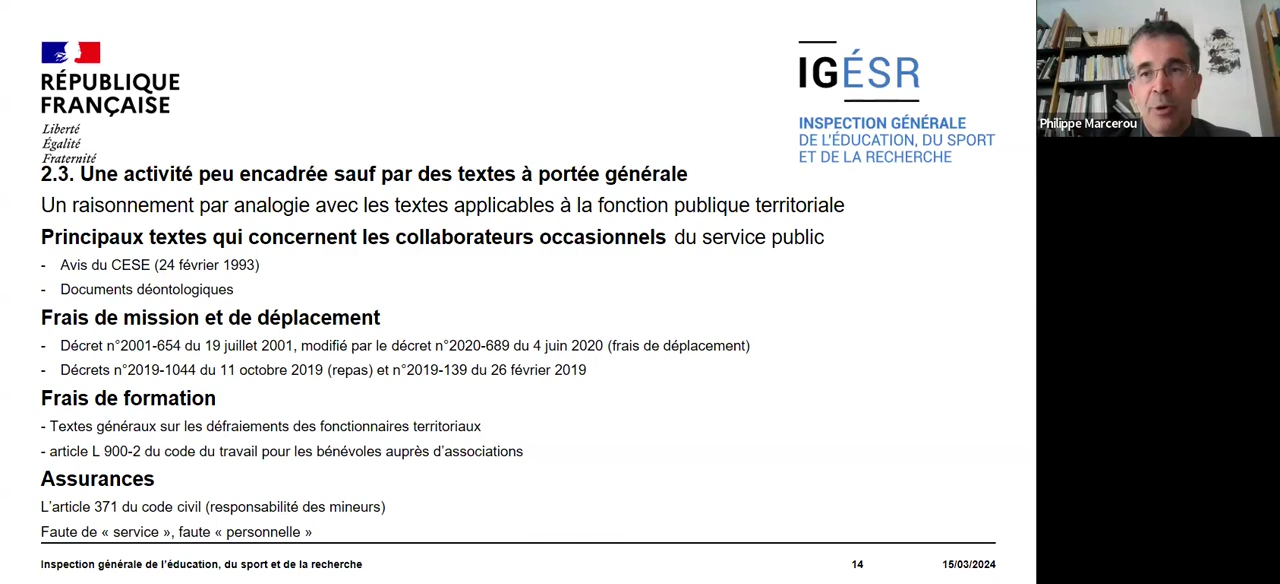 RÉPUBLIQUE
FRANÇAISE
Liberté
Égalité
Fraternité
IGÉSR
INSPECTION GÉNÉRALE
DE L'ÉDUCATION, DU SPORT
ET DE LA RECHERCHE
Philippe Marcerou
2.3. Une activité peu encadrée sauf par des textes à portée générale
Un raisonnement par analogie avec les textes applicables à la fonction publique territoriale
Principaux textes qui concernent les collaborateurs occasionnels du service public
- Avis du CESE (24 février 1993)
- Documents déontologiques
Frais de mission et de déplacement
- Décret n°2001-654 du 19 juillet 2001, modifié par le décret n°2020-689 du 4 juin 2020 (frais de déplacement)
- Décrets n°2019-1044 du 11 octobre 2019 (repas) et n°2019-139 du 26 février 2019
Frais de formation
- Textes généraux sur les défraiements des fonctionnaires territoriaux
- article L 900-2 du code du travail pour les bénévoles auprès d’associations
Assurances
L’article 371 du code civil (responsabilité des mineurs)
Faute de « service », faute « personnelle »
Inspection générale de l’éducation, du sport et de la recherche
14
15/03/2024